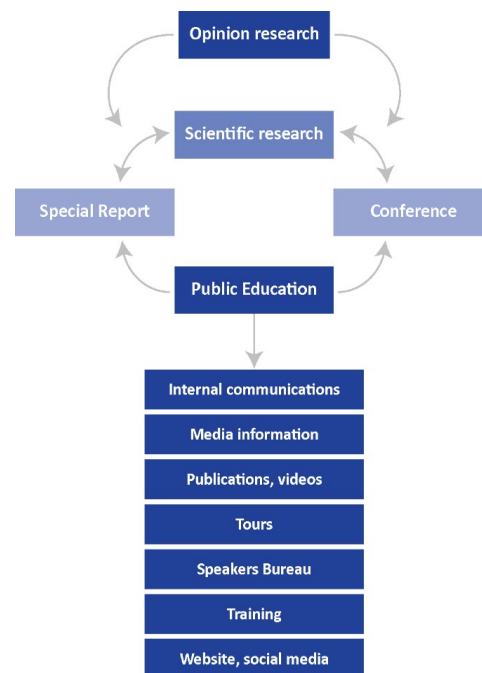 Opinion research
Scientific research
Special Report
Conference
Public Education
Internal communications
Media information
Publications, videos
Tours
Speakers Bureau
Training
Website, social media